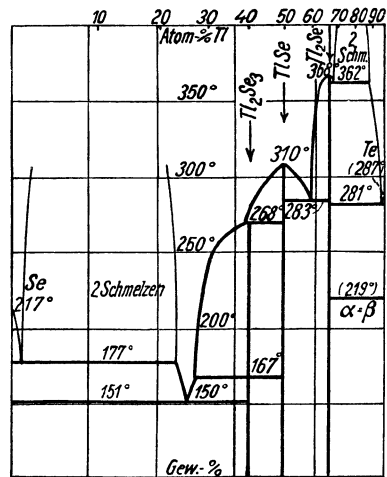 10 20 30 40 50 60 70 80 90
Atom-% Tl
Tl₂Se₃
TlSe
Tl₂Se
368°
2
Schm.
362°
350°
300°
310°
Te
(287°)
281°
268°
283°
250°
Se
217°
2 Schmelzen
(219°)
α=β
200°
177°
167°
151°
150°
Gew.-%